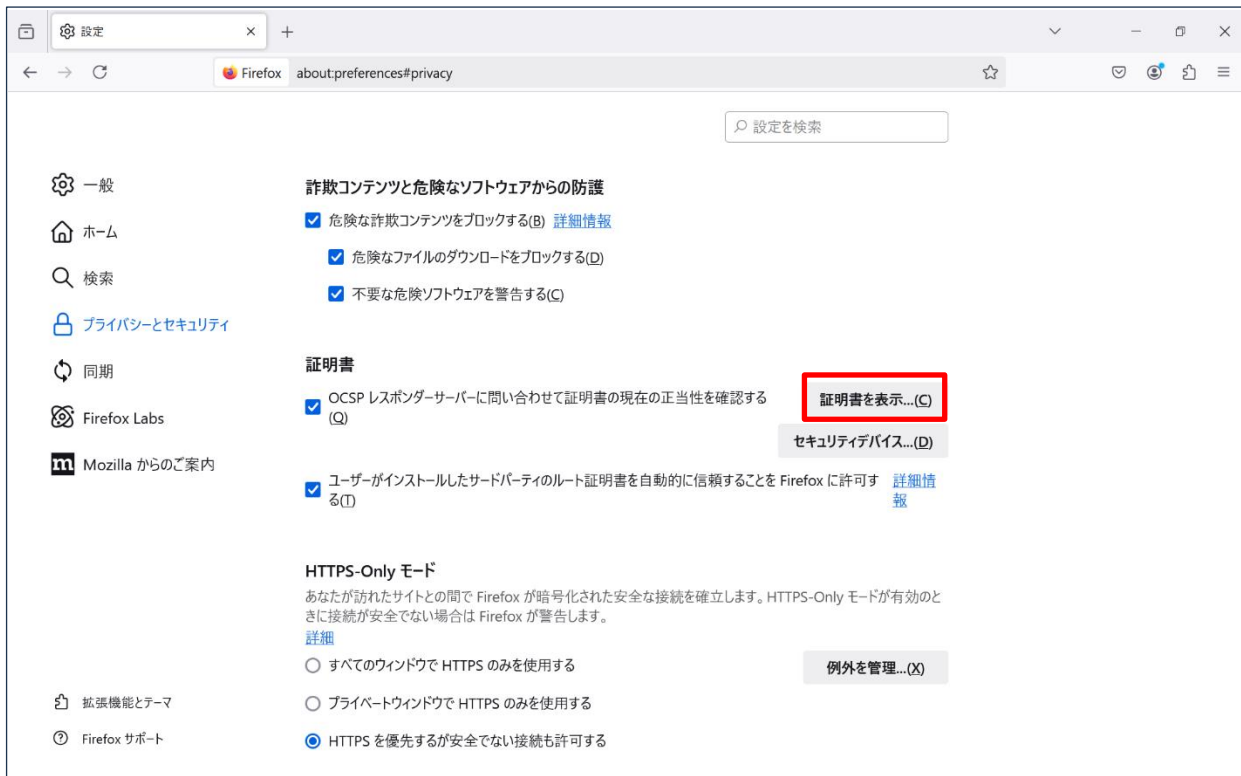 設定
Firefox about:preferences#privacy
設定を検索
一般
ホーム
検索
プライバシーとセキュリティ
同期
Firefox Labs
m Mozilla からのご案内
拡張機能とテーマ
Firefox サポート
詐欺コンテンツと危険なソフトウェアからの防護
危険な詐欺コンテンツをブロックする(B) 詳細情報
危険なファイルのダウンロードをブロックする(D)
不要な危険ソフトウェアを警告する(C)
証明書
OCSP レスポンダーサーバーに問い合わせて証明書の現在の正当性を確認する
(Q)
証明書を表示...(C)
セキュリティデバイス...(D)
ユーザーがインストールしたサードパーティのルート証明書を自動的に信頼することを Firefox に許可す
る(T)
詳細情
報
HTTPS-Only モード
あなたが訪れたサイトとの間で Firefox が暗号化された安全な接続を確立します。HTTPS-Only モードが有効のと
きに接続が安全でない場合は Firefox が警告します。
詳細
すべてのウィンドウで HTTPS のみを使用する
例外を管理...(X)
プライベートウィンドウで HTTPS のみを使用する
HTTPS を優先するが安全でない接続も許可する